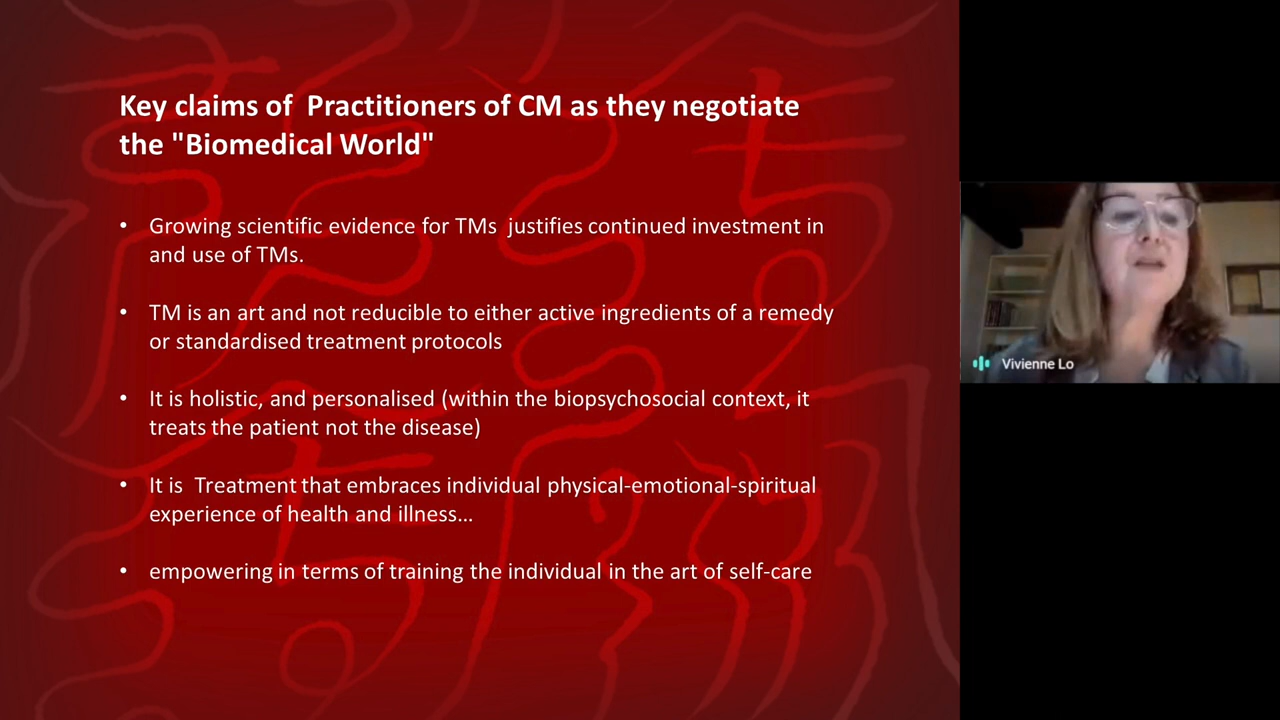 Key claims of  Practitioners of CM as they negotiate
the "Biomedical World"
• Growing scientific evidence for TMs  justifies continued investment in
and use of TMs.
• TM is an art and not reducible to either active ingredients of a remedy
or standardised treatment protocols
• It is holistic, and personalised (within the biopsychosocial context, it
treats the patient not the disease)
• It is  Treatment that embraces individual physical-emotional-spiritual
experience of health and illness...
• empowering in terms of training the individual in the art of self-care
Vivienne Lo